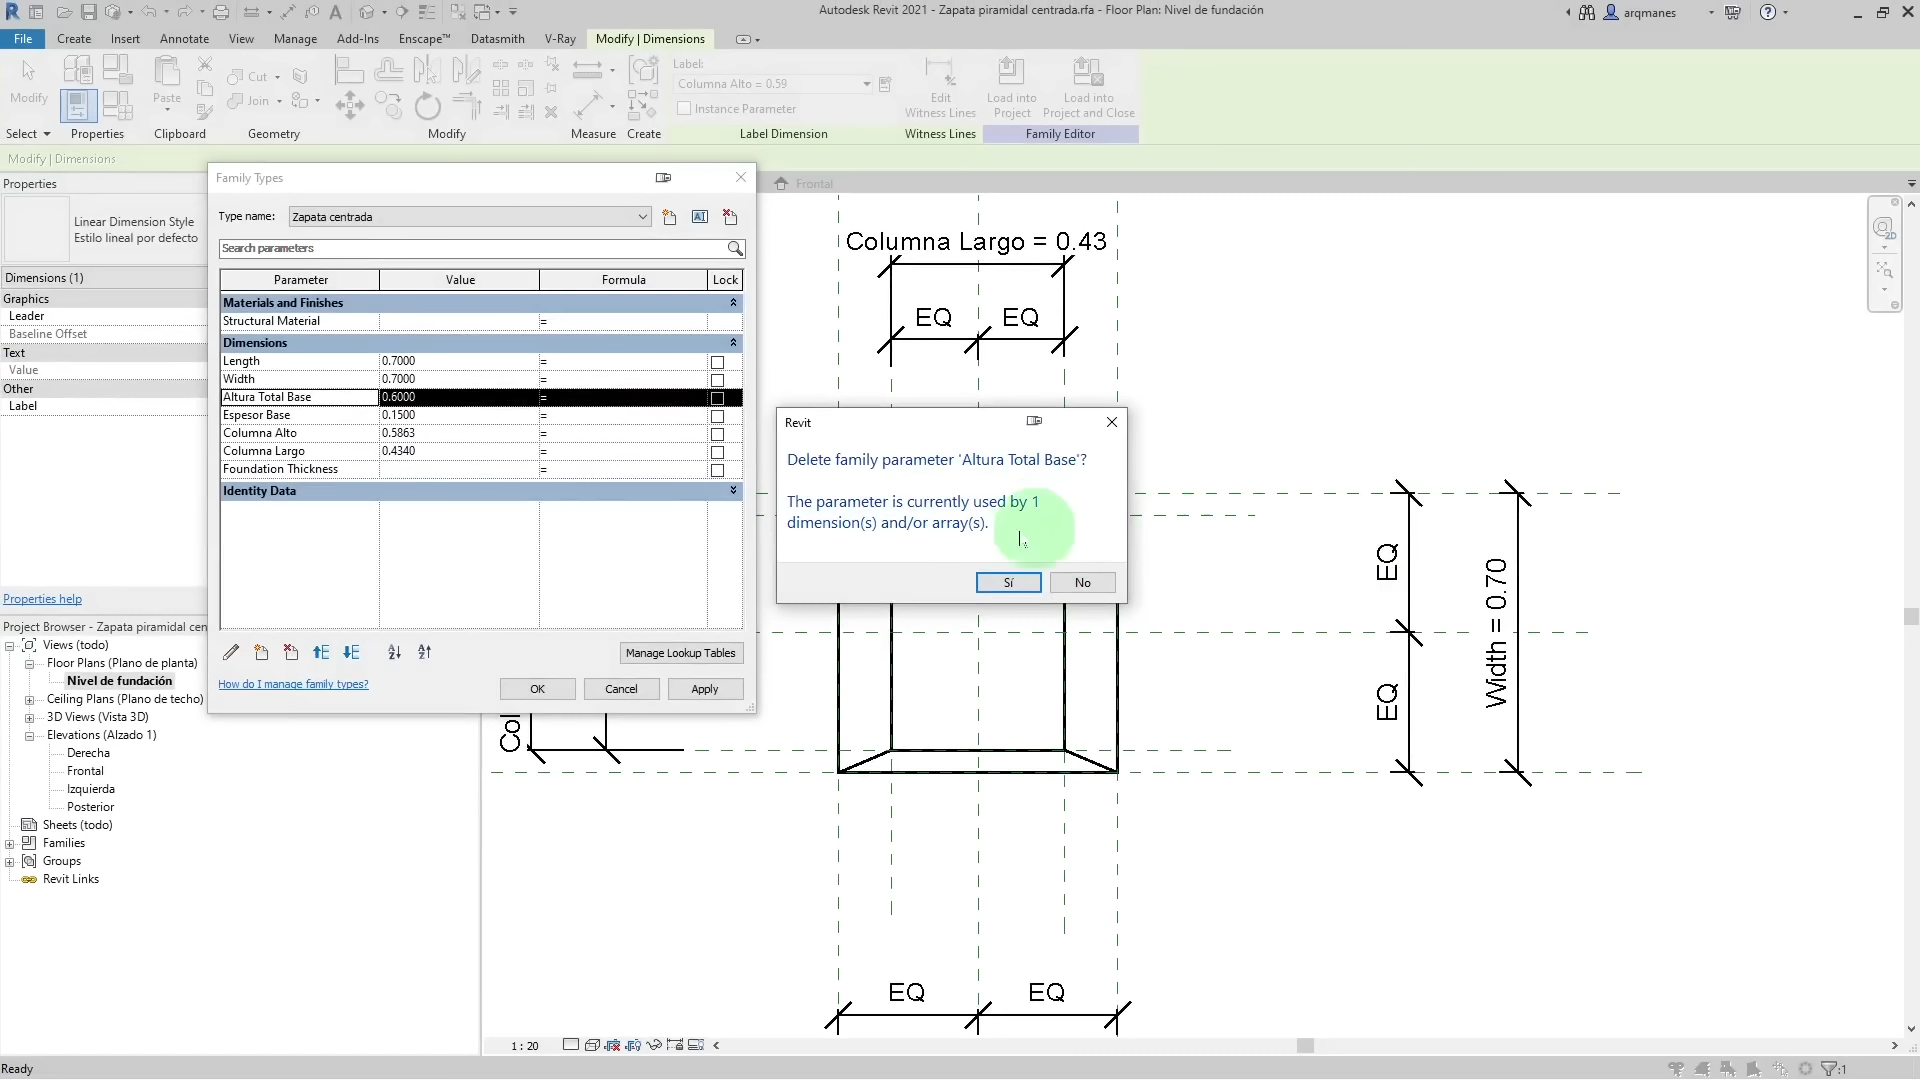 Autodesk Revit 2021 - Zapata piramidal centrada.rfa - Floor Plan: Nivel de fundación
arqmanes
File Create Insert Annotate View Manage Add-Ins Enscape™ Datasmith V-Ray Modify | Dimensions
Modify
Paste
Cut
Join
Label:
Columna Alto = 0.59
Instance Parameter
Edit
Witness Lines
Load into
Project
Load into
Project and Close
Select Properties Clipboard Geometry Modify Measure Create Label Dimension Witness Lines Family Editor
Modify | Dimensions
Properties
Linear Dimension Style
Estilo lineal por defecto
Dimensions (1)
Graphics
Leader
Baseline Offset
Text
Value
Other
Label
Properties help
Project Browser - Zapata piramidal cen
Views (todo)
Floor Plans (Plano de planta)
Nivel de fundación
Ceiling Plans (Plano de techo)
3D Views (Vista 3D)
Elevations (Alzado 1)
Derecha
Frontal
Izquierda
Posterior
Sheets (todo)
Families
Groups
Revit Links
Family Types
Type name: Zapata centrada
Search parameters
Parameter Value Formula Lock
Materials and Finishes
Structural Material =
Dimensions
Length 0.7000 =
Width 0.7000 =
Altura Total Base 0.6000 =
Espesor Base 0.1500 =
Columna Alto 0.5863 =
Columna Largo 0.4340 =
Foundation Thickness =
Identity Data
Manage Lookup Tables
How do I manage family types?
OK Cancel Apply
Frontal
Columna Largo = 0.43
EQ EQ
Revit
Delete family parameter 'Altura Total Base'?
The parameter is currently used by 1
dimension(s) and/or array(s).
Sí No
EQ
EQ
Width = 0.70
Col
EQ EQ
2D
1 : 20
Ready
:1